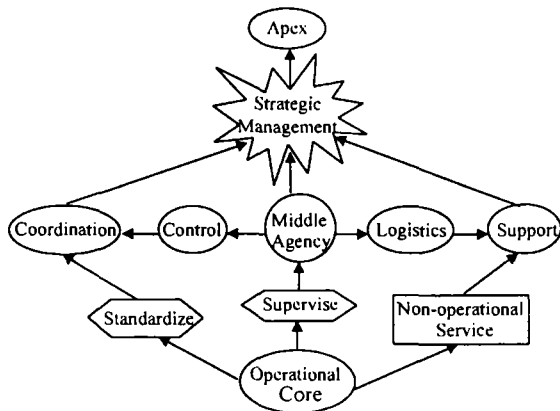 Apex
Strategic
Management
Coordination
Control
Middle
Agency
Logistics
Support
Standardize
Supervise
Non-operational
Service
Operational
Core